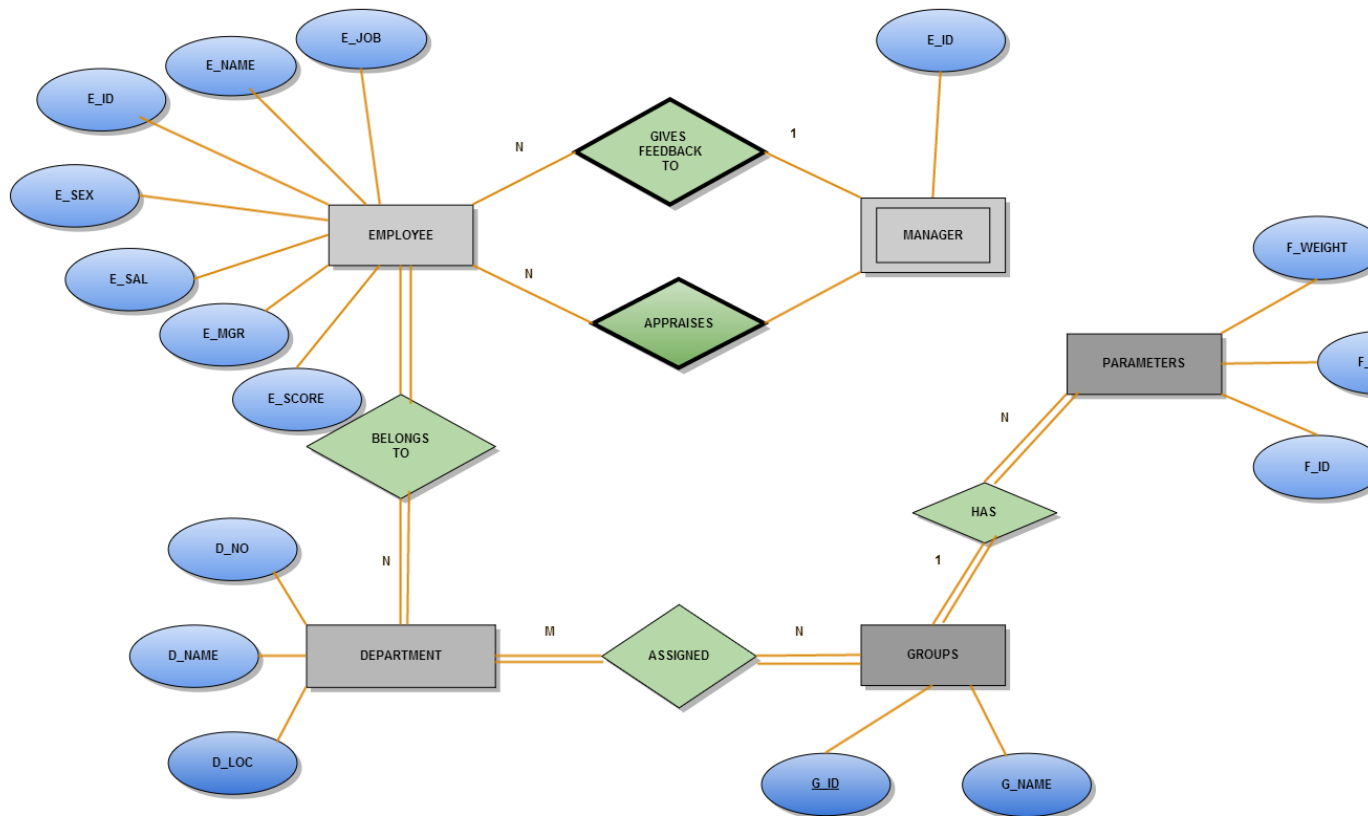 E_JOB
E_ID
E_NAME
E_ID
GIVES
FEEDBACK
TO
N
1
E_SEX
EMPLOYEE
MANAGER
F_WEIGHT
E_SAL
N
APPRAISES
E_MGR
PARAMETERS
F_
E_SCORE
N
BELONGS
TO
F_ID
HAS
D_NO
N
1
M
N
D_NAME
DEPARTMENT
ASSIGNED
GROUPS
D_LOC
G_ID
G_NAME